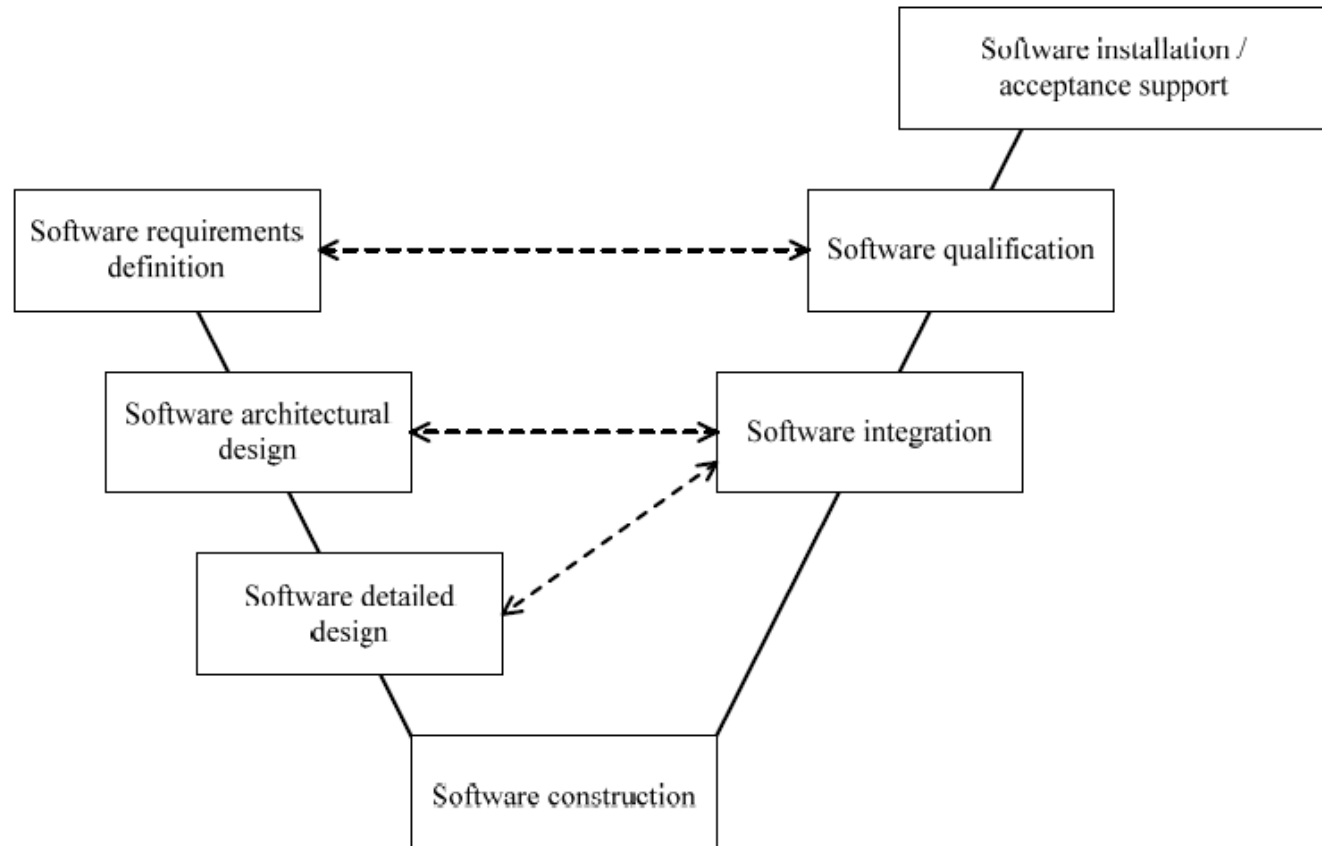 Software installation /
acceptance support
Software requirements
definition
Software qualification
Software architectural
design
Software integration
Software detailed
design
Software construction